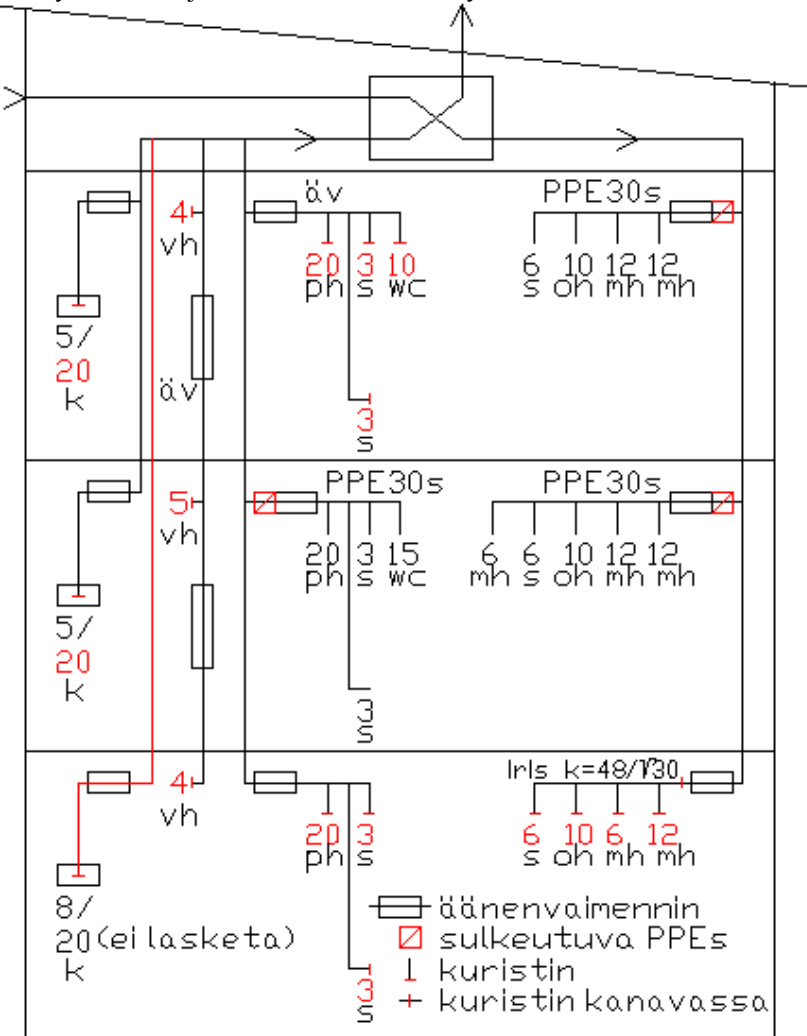 äv PPE30s
4 vh
20 3 10
ph s wc
6 10 12 12
s oh mh mh
5/
20
k
äv
3
s
PPE30s PPE30s
5 vh
20 3 15
ph s wc
6 6 10 12 12
mh s oh mh mh
5/
20
k
3
s
Iris k=48/√30
4 vh
20 3
ph s
6 10 6 12
s oh mh mh
8/
20(ei lasketa)
k
3
s
äänenvaimennin
sulkeutuva PPEs
kuristin
kuristin kanavassa